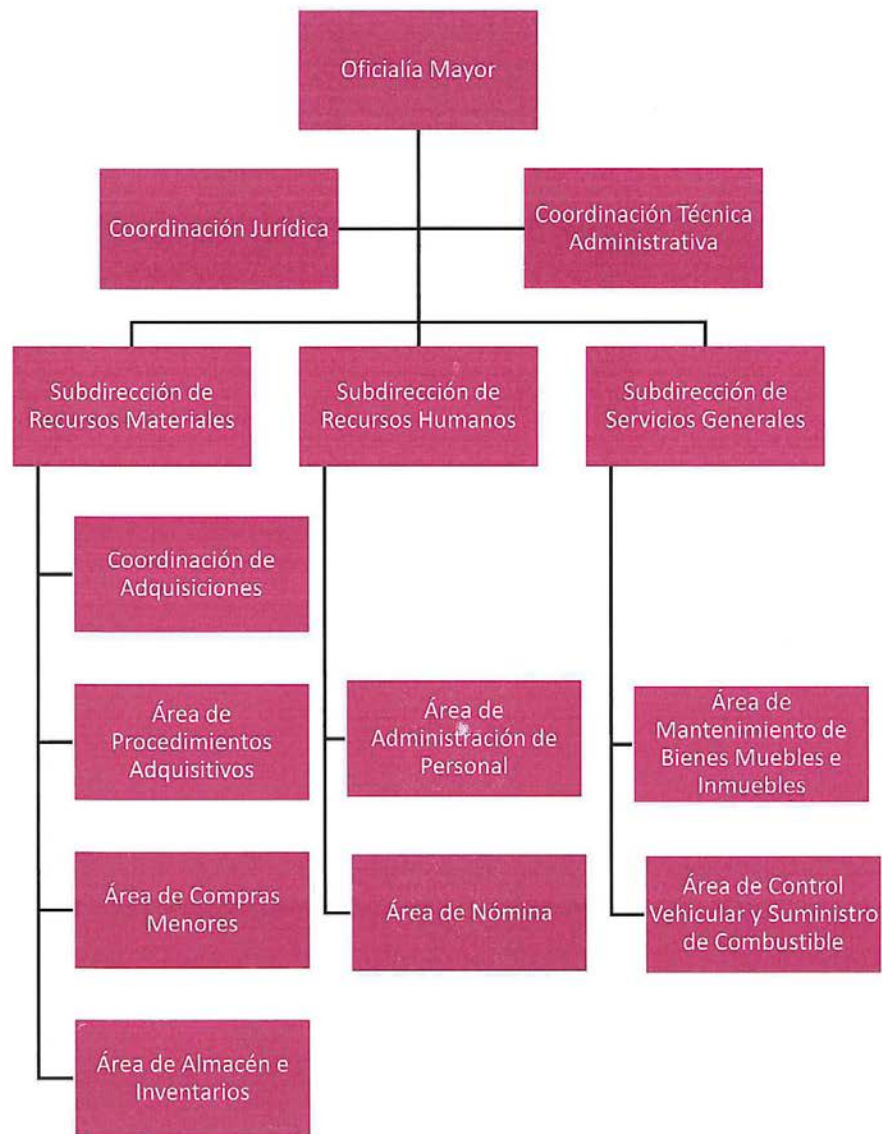 Oficialía Mayor
Coordinación Jurídica
Coordinación Técnica
Administrativa
Subdirección de
Recursos Materiales
Subdirección de
Recursos Humanos
Subdirección de
Servicios Generales
Coordinación de
Adquisiciones
Área de
Procedimientos
Adquisitivos
Área de Compras
Menores
Área de Almacén e
Inventarios
Área de
Administración de
Personal
Área de Nómina
Área de
Mantenimiento de
Bienes Muebles e
Inmuebles
Área de Control
Vehicular y Suministro
de Combustible